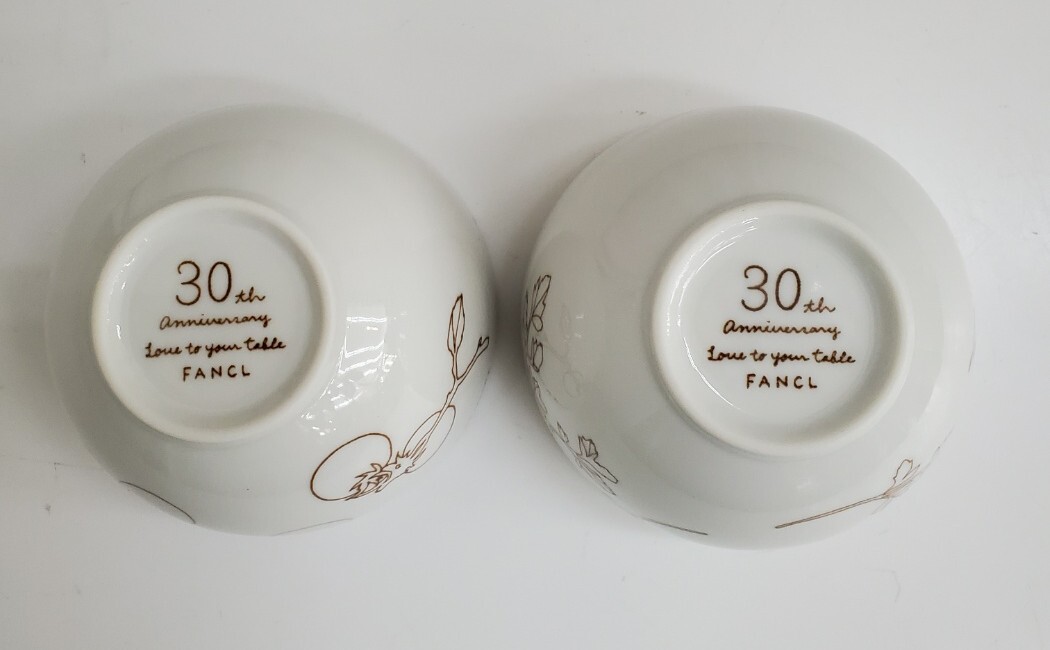 30th
Anniversary
Love to your table
FANCL
30th
Anniversary
Love to your table
FANCL